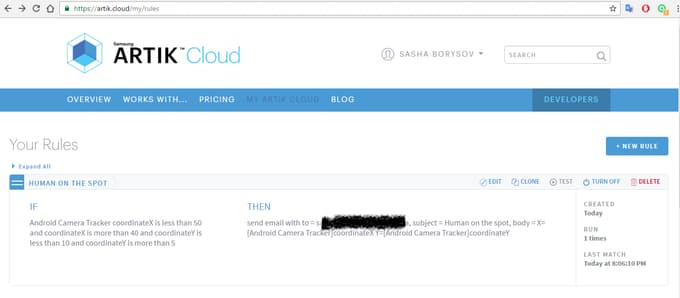 https://artik.cloud/my/rules
Samsung
ARTIK™ Cloud
SASHA BORYSOV
SEARCH
OVERVIEW WORKS WITH... PRICING MY ARTIK CLOUD BLOG DEVELOPERS
Your Rules
+ NEW RULE
Expand All
HUMAN ON THE SPOT EDIT CLONE TEST TURN OFF DELETE
IF
Android Camera Tracker coordinateX is less than 50
and coordinateX is more than 40 and coordinateY is
less than 10 and coordinateY is more than 5
THEN
send email with to = s, subject = Human on the spot, body = X=
[Android Camera Tracker]coordinateX Y=[Android Camera Tracker]coordinateY
CREATED
Today
RUN
1 times
LAST MATCH
Today at 8:06:10 PM